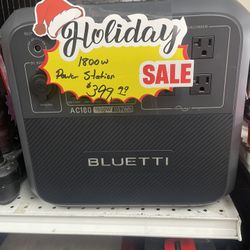 Holiday
SALE
1800w
Power Station
$399.99
AC180
BLUETTI